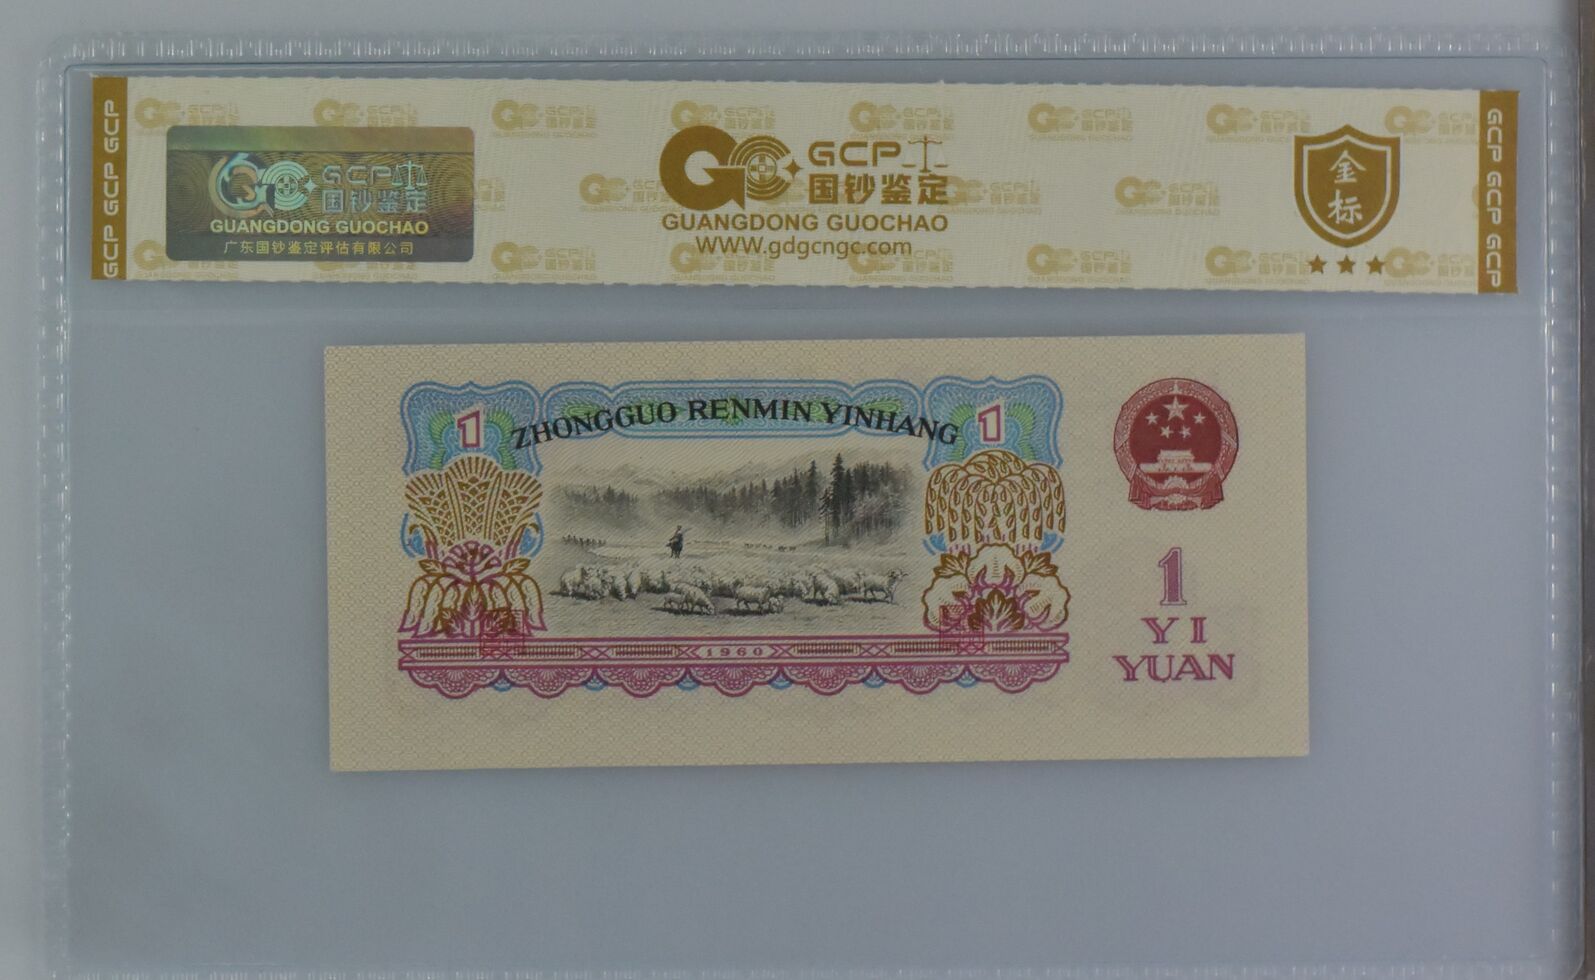 GCP GCP GCP
GCP
国钞鉴定
GUANGDONG GUOCHAO
广东国钞鉴定评估有限公司
GCP
国钞鉴定
GUANGDONG GUOCHAO
WWW.gdgcngc.com
金标
GCP GCP GCP
1
ZHONGGUO RENMIN YINHANG
1
1960
1
YI
YUAN